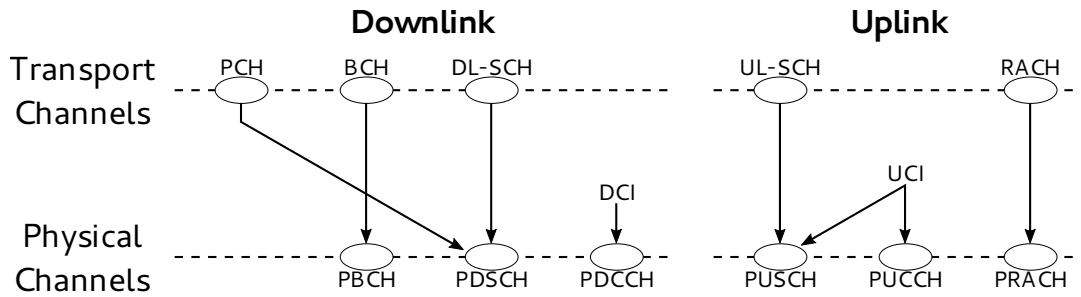 Downlink
Uplink
Transport
Channels
PCH
BCH
DL-SCH
UL-SCH
RACH
DCI
UCI
Physical
Channels
PBCH
PDSCH
PDCCH
PUSCH
PUCCH
PRACH